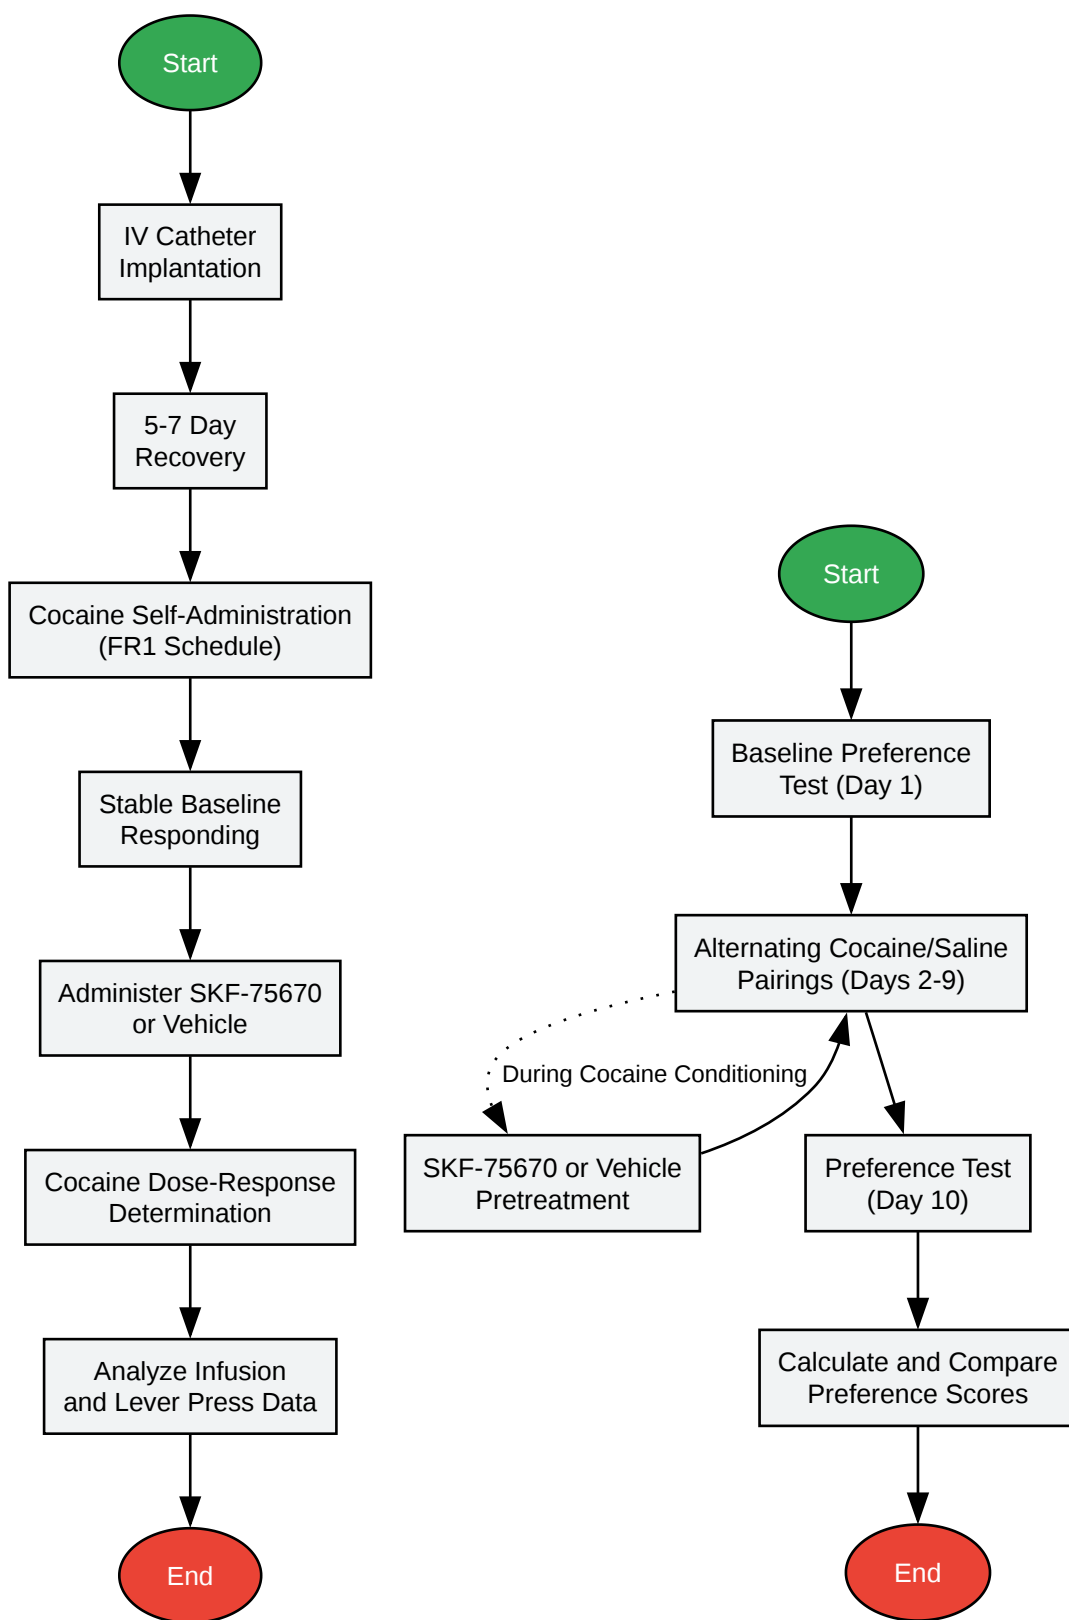 Start
IV Catheter
Implantation
5-7 Day
Recovery
Cocaine Self-Administration
(FR1 Schedule)
Stable Baseline
Responding
Administer SKF-75670
or Vehicle
Cocaine Dose-Response
Determination
Analyze Infusion
and Lever Press Data
End
Start
Baseline Preference
Test (Day 1)
Alternating Cocaine/Saline
Pairings (Days 2-9)
During Cocaine Conditioning
SKF-75670 or Vehicle
Pretreatment
Preference Test
(Day 10)
Calculate and Compare
Preference Scores
End